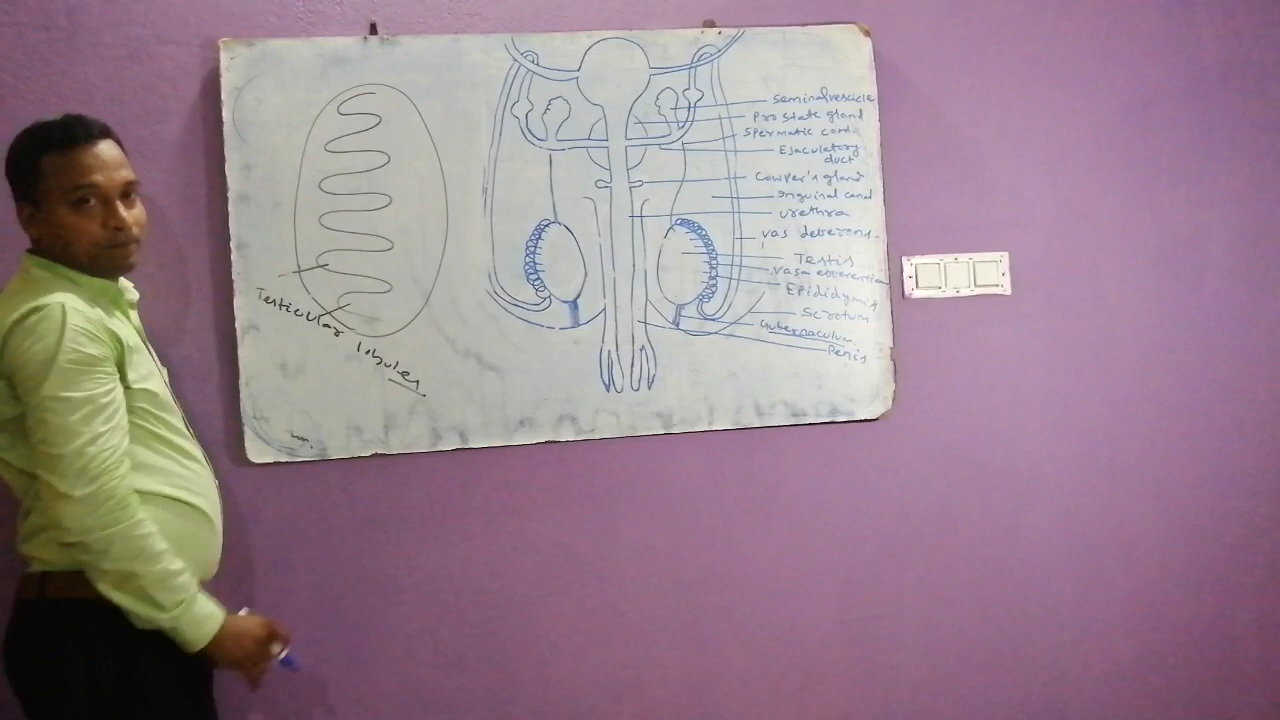 Seminal vescicle
Prostate gland
Spermatic cord
Ejaculatory
duct
Cowper's gland
Inguinal canal
urethra
vas deferens
Testis
vasa efferentia
Epididymis
Scrotum
Gubernaculum
Penis
Testicular lobules